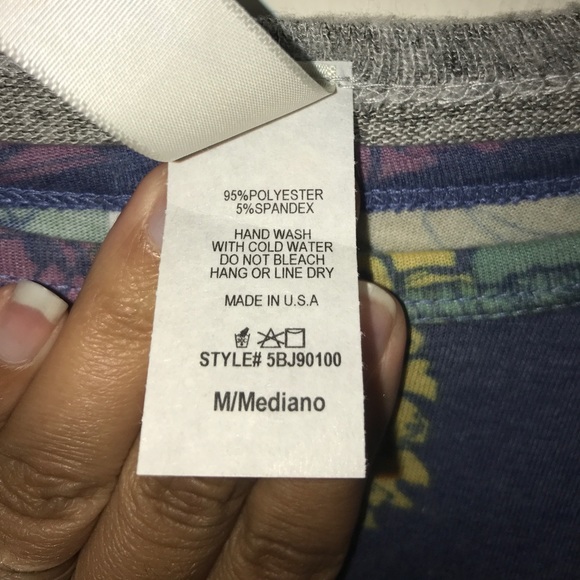 95%POLYESTER
5%SPANDEX
HAND WASH
WITH COLD WATER
DO NOT BLEACH
HANG OR LINE DRY
MADE IN U.S.A
STYLE# 5BJ90100
M/Mediano